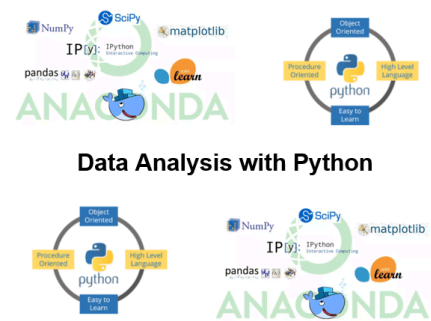 SciPy
NumPy
matplotlib
IP[y]: IPython
Interactive Computing
pandas
learn
ANACONDA
Object
Oriented
Procedure
Oriented
High Level
Language
python
Easy to
Learn
Data Analysis with Python
Object
Oriented
Procedure
Oriented
High Level
Language
python
Easy to
Learn
SciPy
NumPy
matplotlib
IP[y]: IPython
Interactive Computing
pandas
learn
ANACONDA